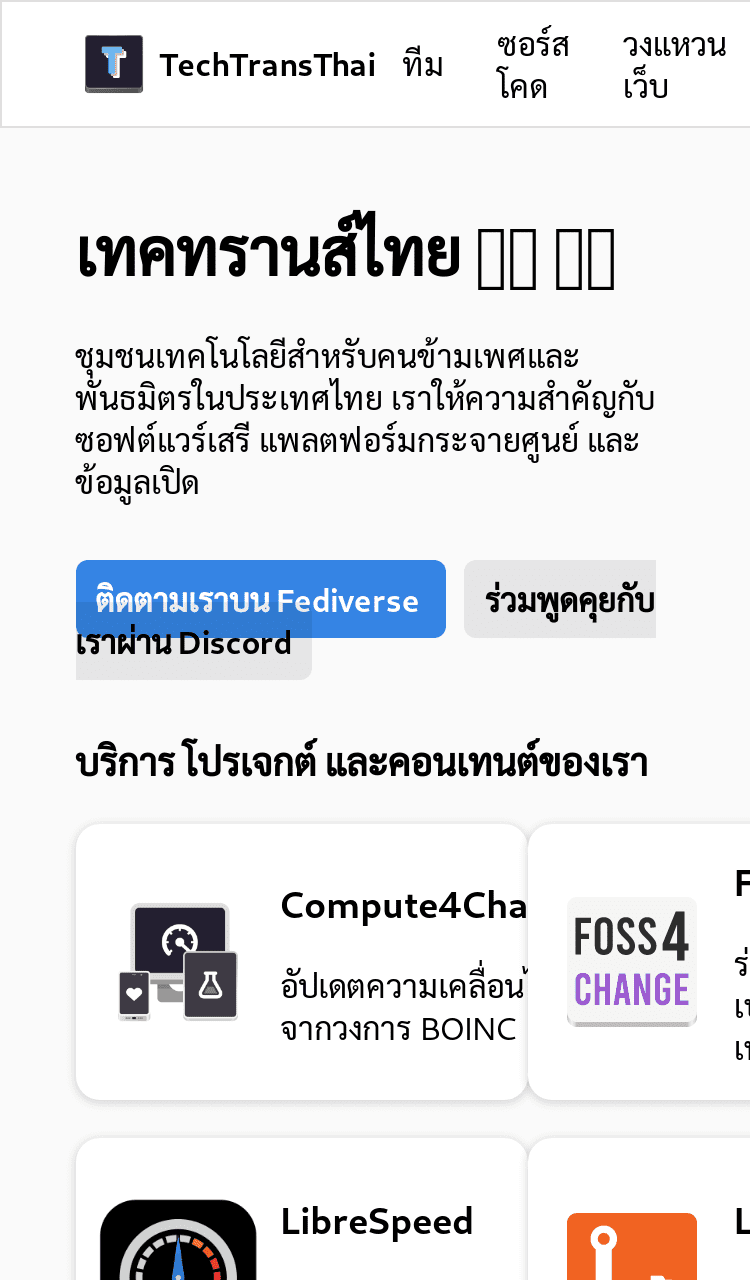 T
TechTransThai
ทีม
ซอร์ส
โคด
วงแหวน
เว็บ
เทคทรานส์ไทย
ชุมชนเทคโนโลยีสำหรับคนข้ามเพศและ
พันธมิตรในประเทศไทย เราให้ความสำคัญกับ
ซอฟต์แวร์เสรี แพลตฟอร์มกระจายศูนย์ และ
ข้อมูลเปิด
ติดตามเราบน Fediverse
ร่วมพูดคุยกับ
เราผ่าน Discord
บริการ โปรเจกต์ และคอนเทนต์ของเรา
Compute4Cha
อัปเดตความเคลื่อน
จากวงการ BOINC
FOSS4
CHANGE
F
LibreSpeed
L